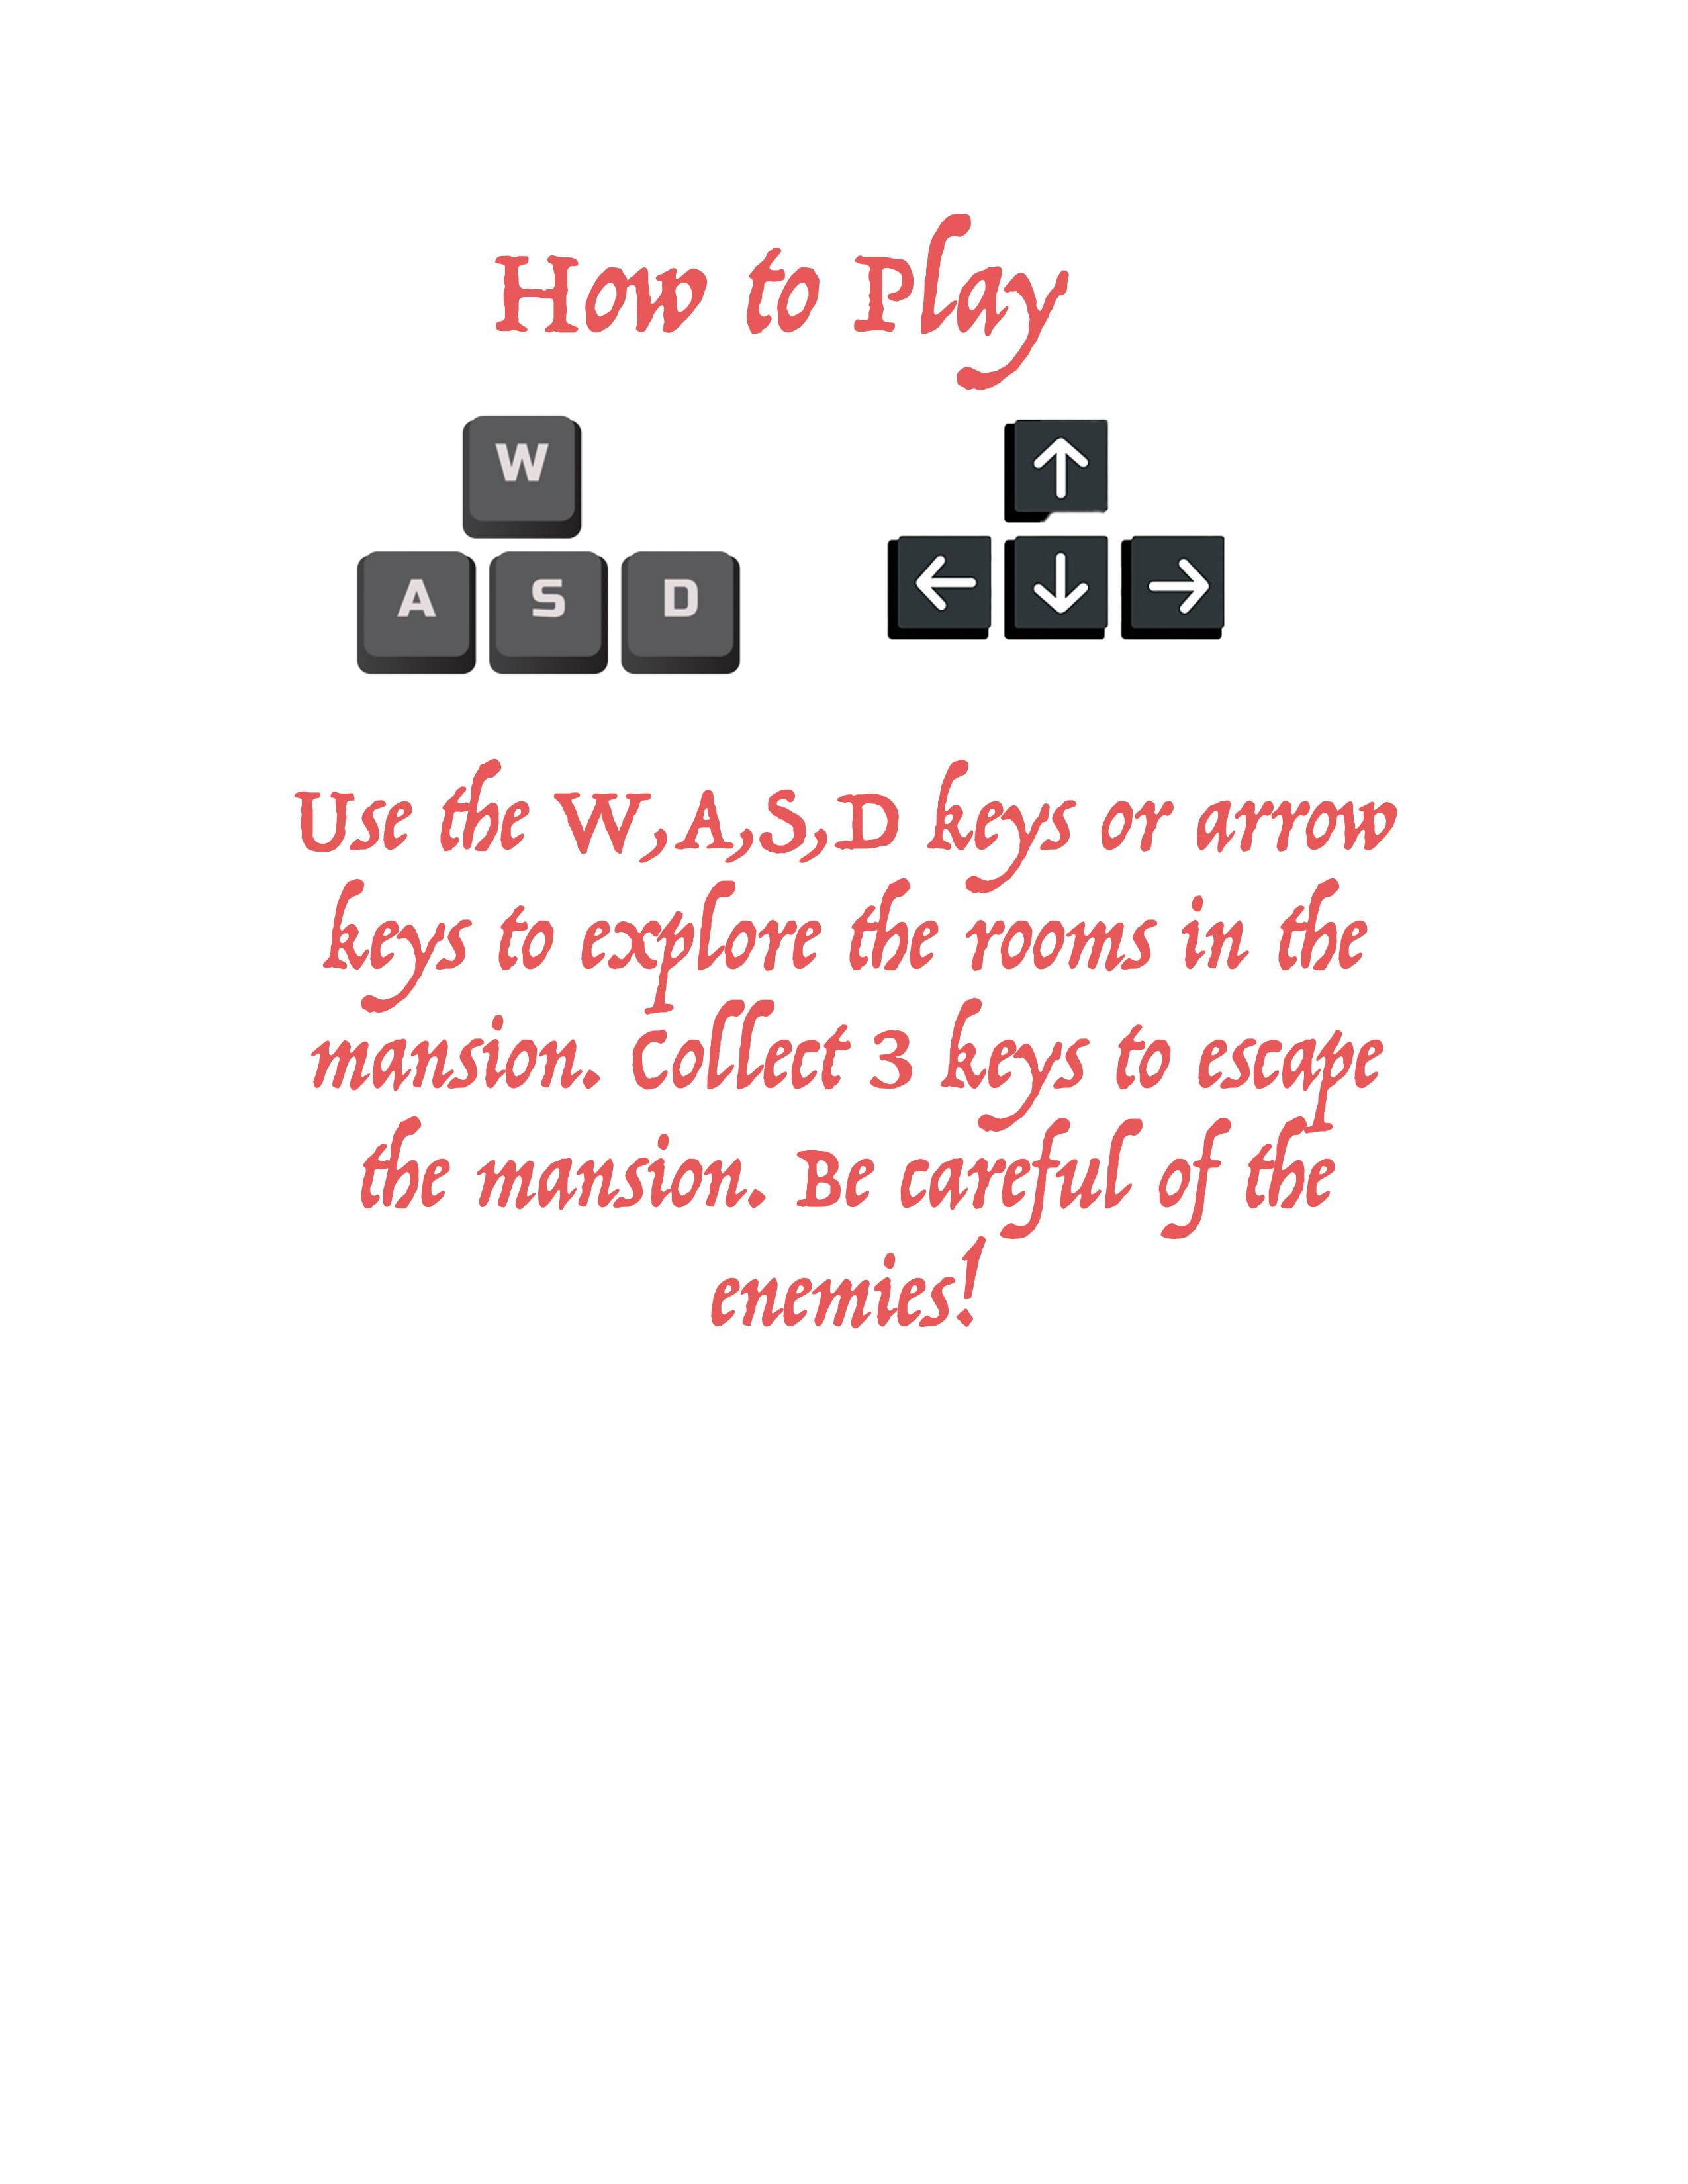 How to Play
W
A S D
↑
← ↓ →
Use the W, A, S, D keys or arrow
keys to explore the rooms in the
mansion. Collect 3 keys to escape
the mansion. Be careful of the
enemies!